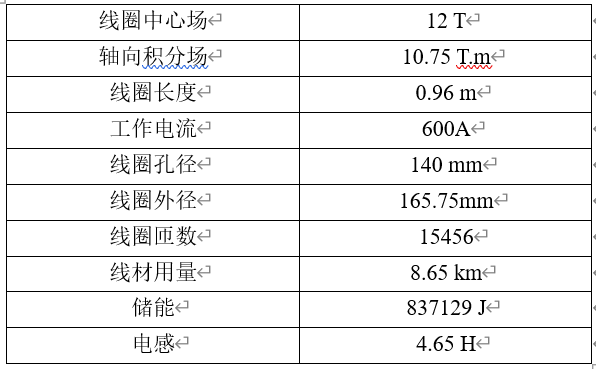 线圈中心场 12 T
轴向积分场 10.75 T.m
线圈长度 0.96 m
工作电流 600A
线圈孔径 140 mm
线圈外径 165.75mm
线圈匝数 15456
线材用量 8.65 km
储能 837129 J
电感 4.65 H